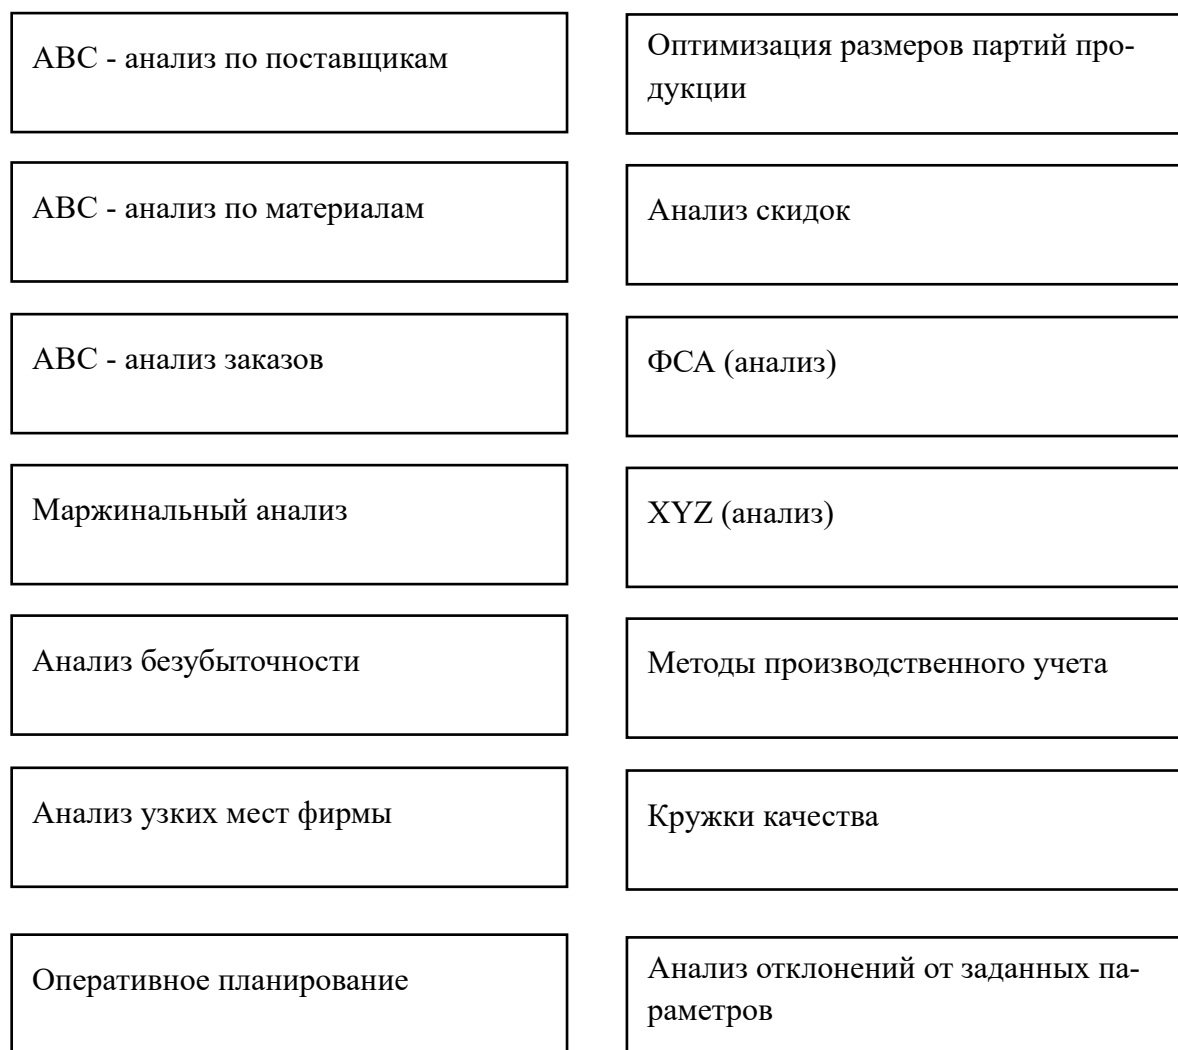 АВС - анализ по поставщикам
Оптимизация размеров партий про-
дукции
АВС - анализ по материалам
Анализ скидок
АВС - анализ заказов
ФСА (анализ)
Маржинальный анализ
XYZ (анализ)
Анализ безубыточности
Методы производственного учета
Анализ узких мест фирмы
Кружки качества
Оперативное планирование
Анализ отклонений от заданных па-
раметров